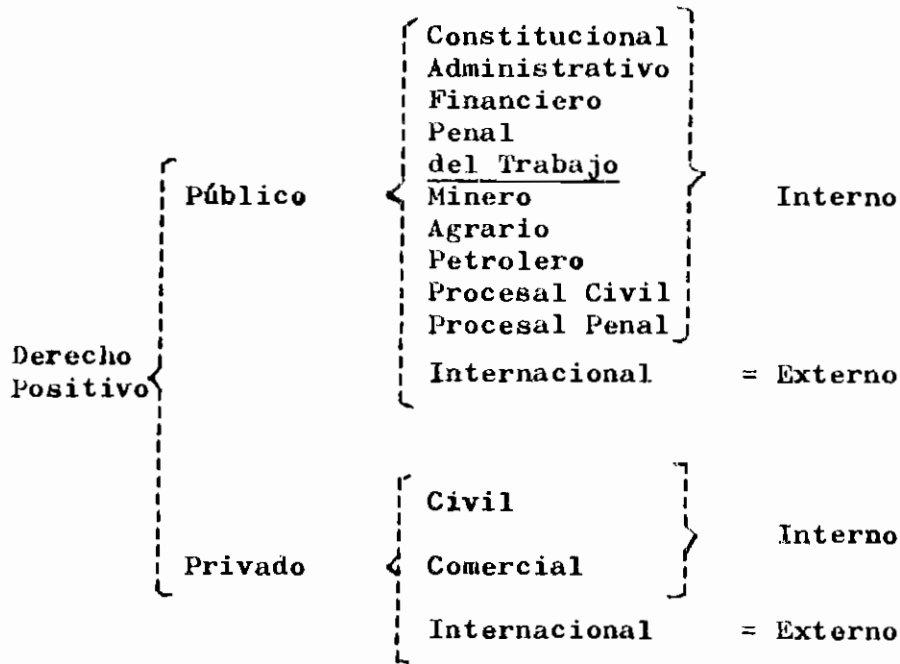 Constitucional
Administrativo
Financiero
Penal
del Trabajo
Público Minero Interno
Agrario
Petrolero
Procesal Civil
Procesal Penal
Derecho
Positivo
Internacional = Externo
Civil
Interno
Privado Comercial
Internacional = Externo